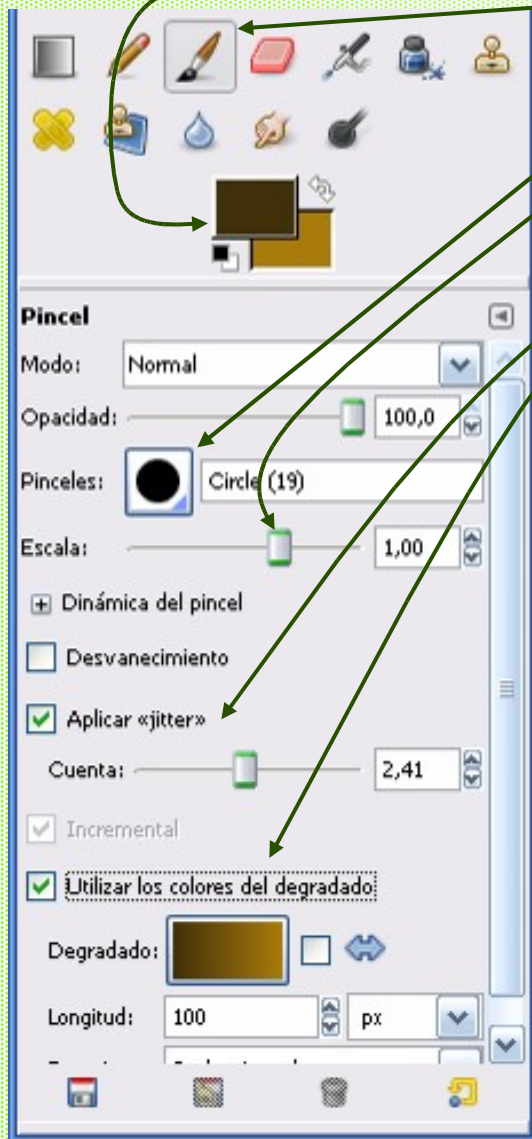 Pincel
Modo: Normal
Opacidad: 100,0
Pinceles: Circle (19)
Escala: 1,00
Dinámica del pincel
Desvanecimiento
Aplicar «jitter»
Cuenta: 2,41
Incremental
Utilizar los colores del degradado
Degradado:
Longitud: 100 px